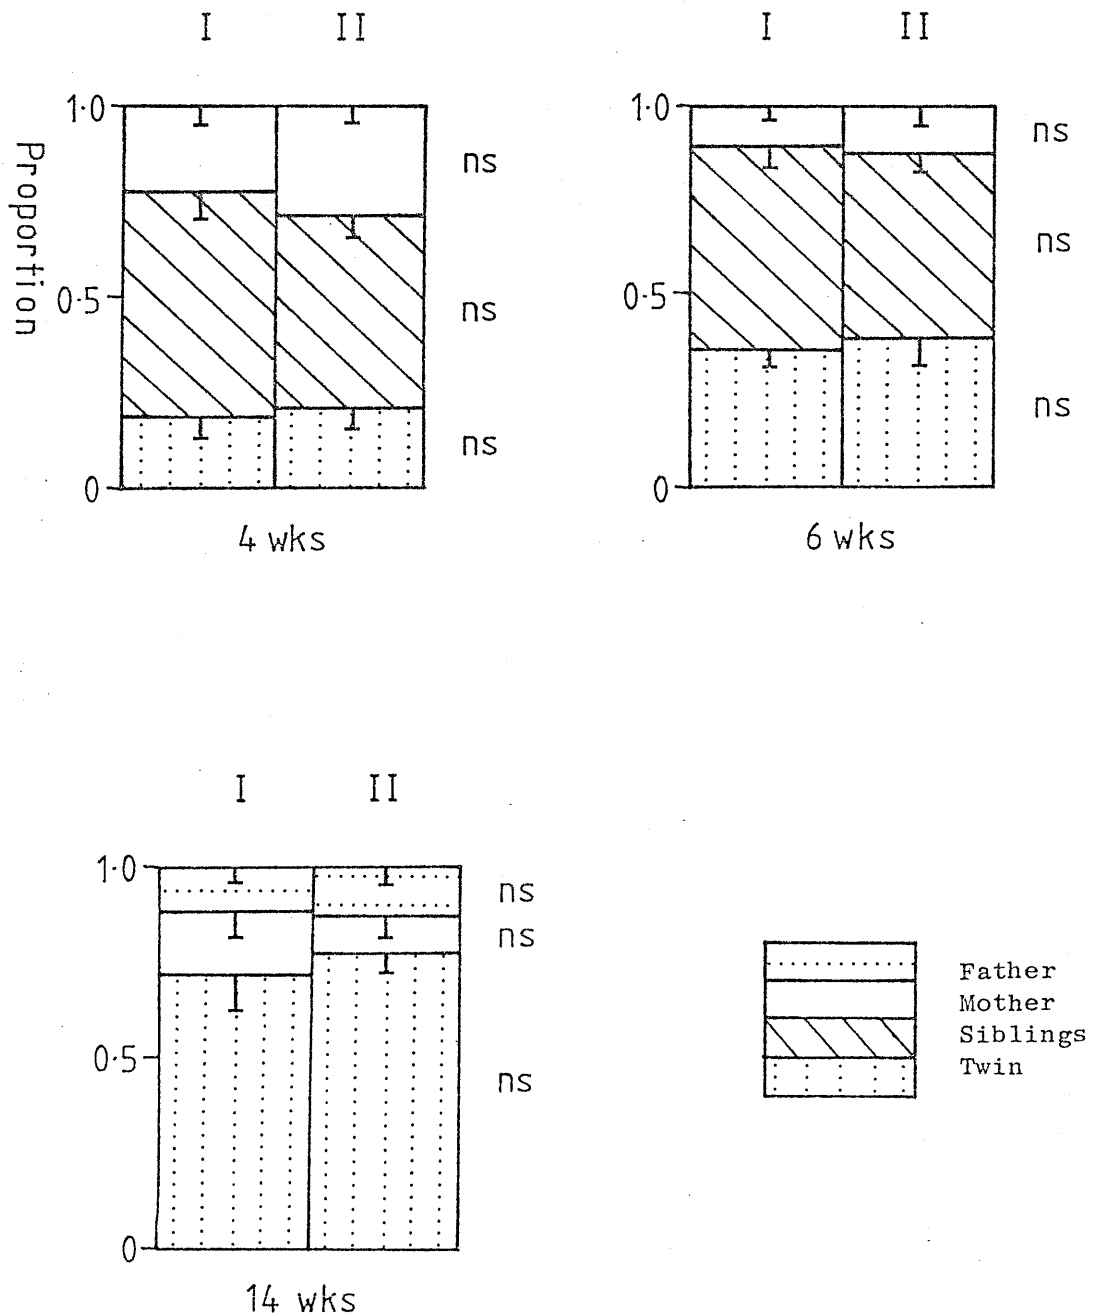 I II
I II
1·0
ns
0·5
ns
ns
0
Proportion
4 wks
1·0
ns
0·5
ns
ns
0
6 wks
I II
1·0
ns
ns
0·5
ns
0
14 wks
Father
Mother
Siblings
Twin